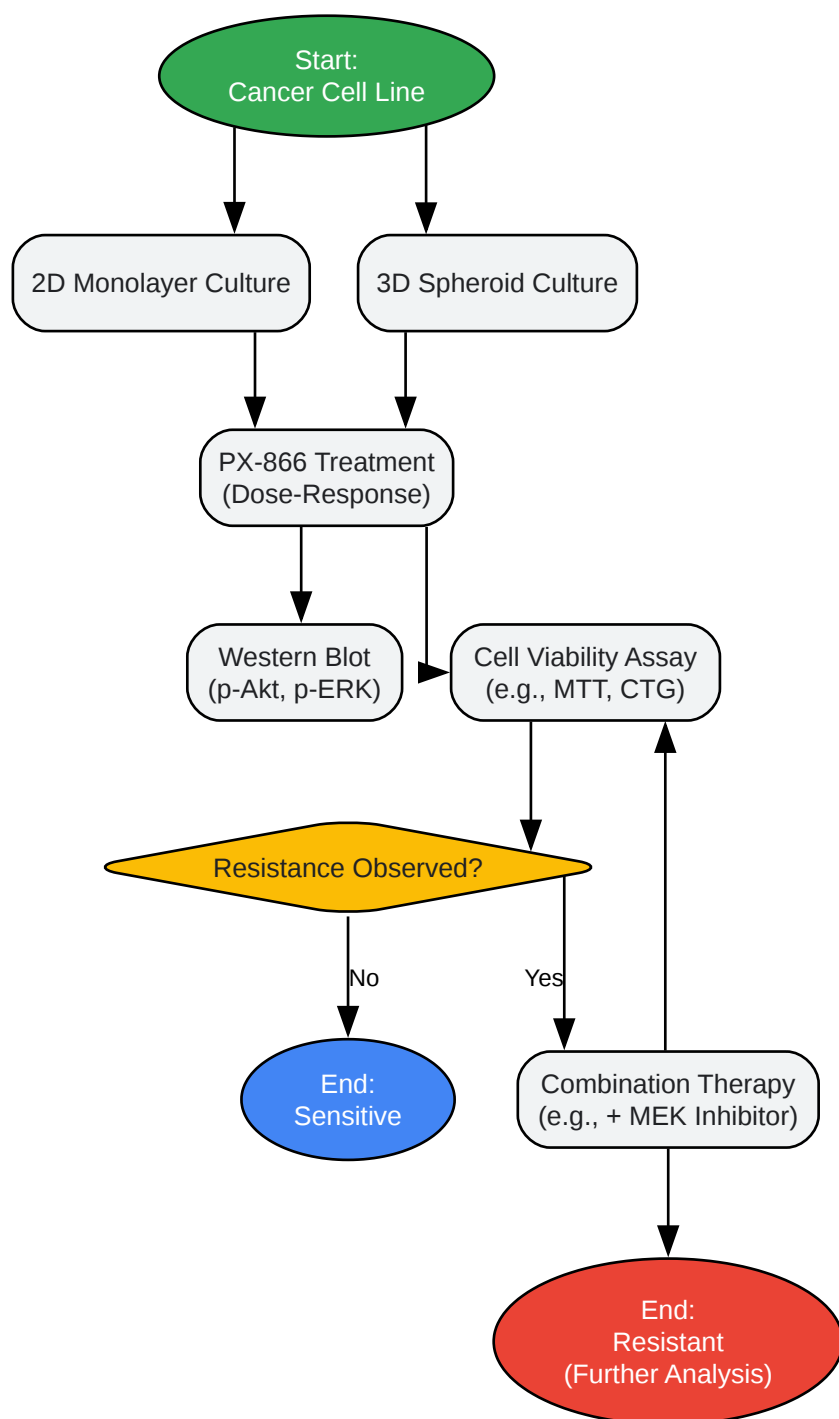 Start:
Cancer Cell Line
2D Monolayer Culture
3D Spheroid Culture
PX-866 Treatment
(Dose-Response)
Western Blot
(p-Akt, p-ERK)
Cell Viability Assay
(e.g., MTT, CTG)
Resistance Observed?
No
Yes
End:
Sensitive
Combination Therapy
(e.g., + MEK Inhibitor)
End:
Resistant
(Further Analysis)